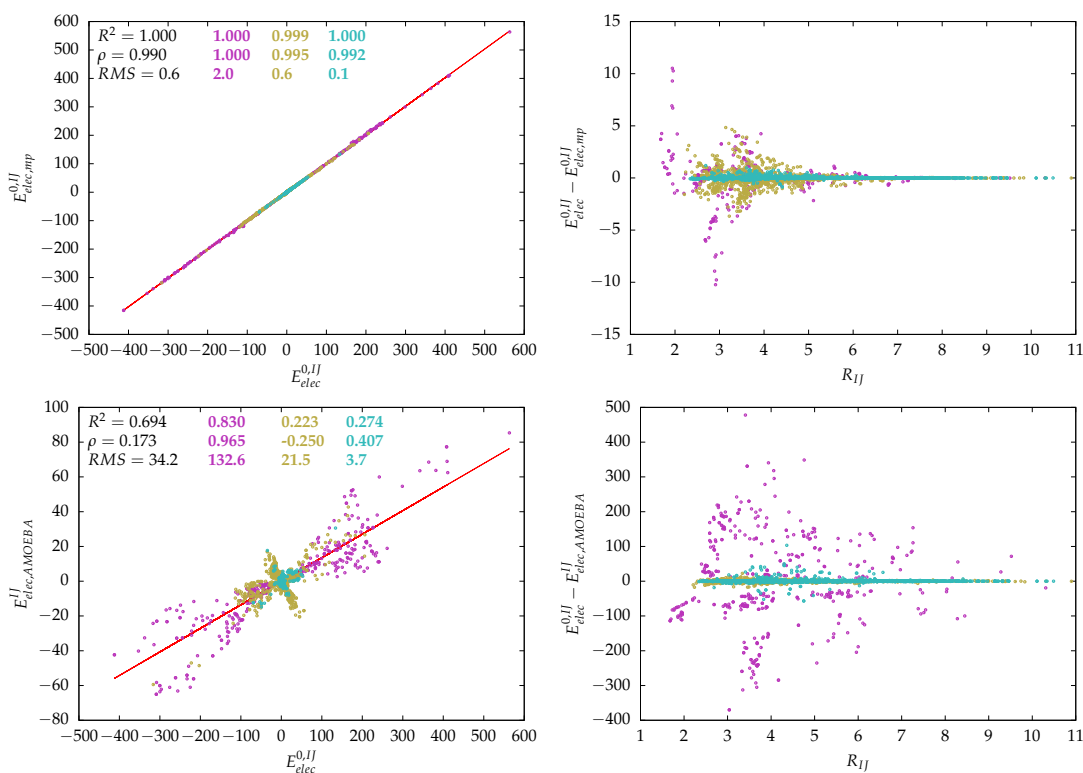 600
500
400
300
200
100
0
−100
−200
−300
−400
−500
−500 −400 −300 −200 −100 0 100 200 300 400 500 600
R² = 1.000 1.000 0.999 1.000
ρ = 0.990 1.000 0.995 0.992
RMS = 0.6 2.0 0.6 0.1
E^{0,IJ}_{elec,mp}
E^{0,IJ}_{elec}
15
10
5
0
−5
−10
−15
1 2 3 4 5 6 7 8 9 10 11
E^{0,IJ}_{elec} − E^{0,IJ}_{elec,mp}
R_{IJ}
100
80
60
40
20
0
−20
−40
−60
−80
−500 −400 −300 −200 −100 0 100 200 300 400 500 600
R² = 0.694 0.830 0.223 0.274
ρ = 0.173 0.965 -0.250 0.407
RMS = 34.2 132.6 21.5 3.7
E^{IJ}_{elec,AMOEBA}
E^{0,IJ}_{elec}
500
400
300
200
100
0
−100
−200
−300
−400
1 2 3 4 5 6 7 8 9 10 11
E^{0,IJ}_{elec} − E^{IJ}_{elec,AMOEBA}
R_{IJ}